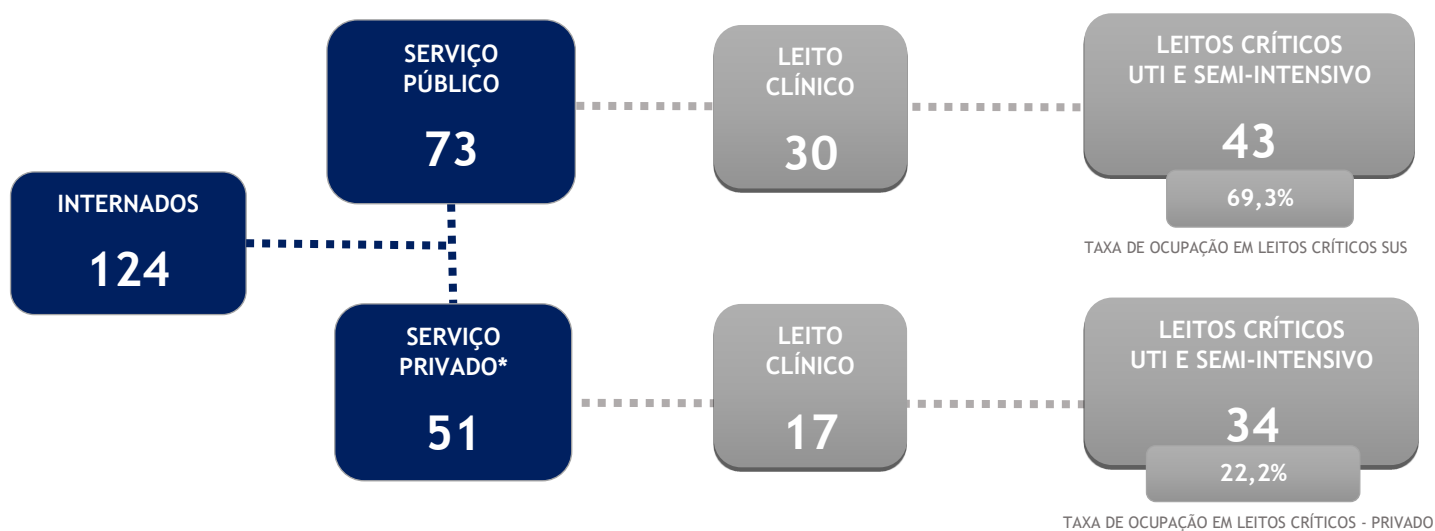 INTERNADOS
124
SERVIÇO
PÚBLICO
73
LEITO
CLÍNICO
30
LEITOS CRÍTICOS
UTI E SEMI-INTENSIVO
43
69,3%
TAXA DE OCUPAÇÃO EM LEITOS CRÍTICOS SUS
SERVIÇO
PRIVADO*
51
LEITO
CLÍNICO
17
LEITOS CRÍTICOS
UTI E SEMI-INTENSIVO
34
22,2%
TAXA DE OCUPAÇÃO EM LEITOS CRÍTICOS - PRIVADO